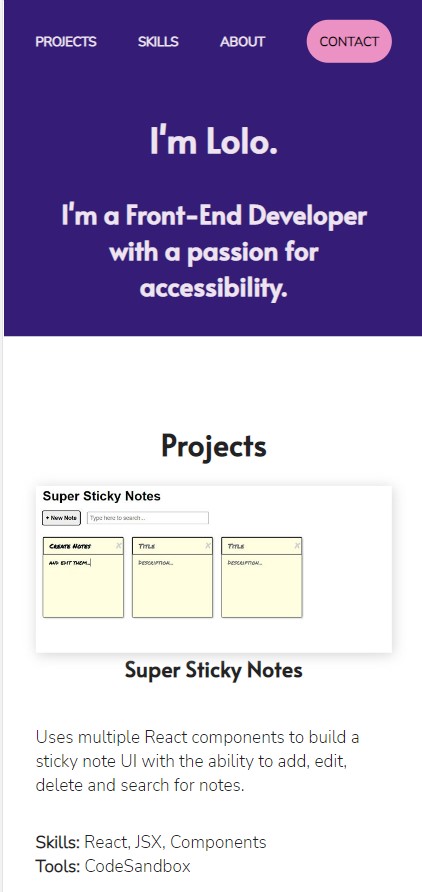 PROJECTS SKILLS ABOUT CONTACT
I'm Lolo.
I'm a Front-End Developer
with a passion for
accessibility.
Projects
Super Sticky Notes
+ New Note Type here to search...
Create Notes x Title x Title x
and edit them... Description... Description...
Super Sticky Notes
Uses multiple React components to build a
sticky note UI with the ability to add, edit,
delete and search for notes.
Skills: React, JSX, Components
Tools: CodeSandbox